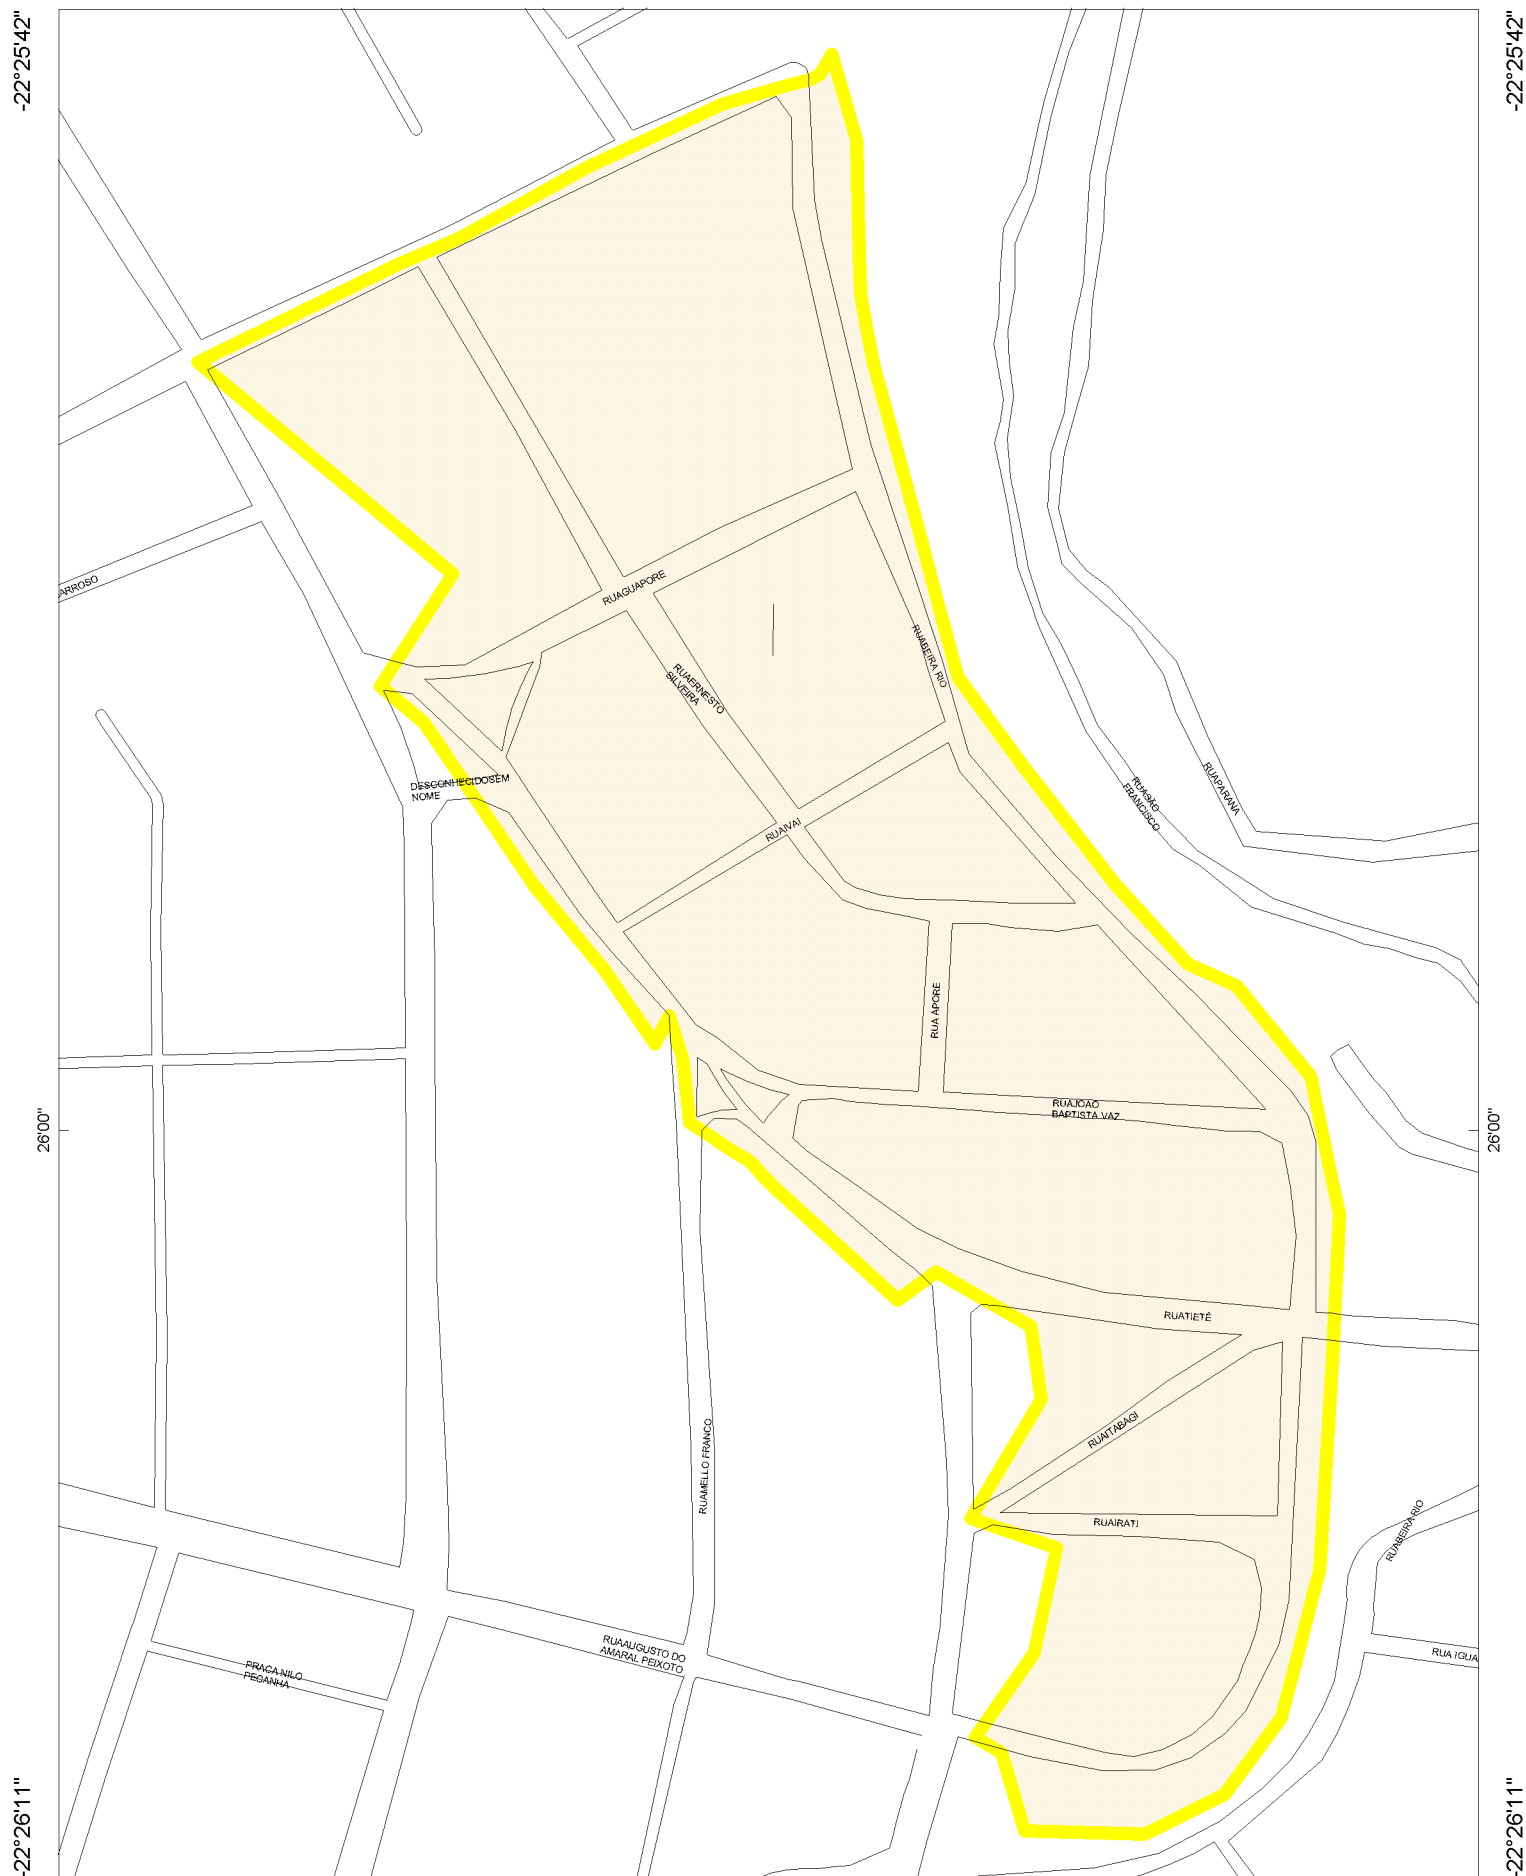 -22°25'42"
-22°25'42"
RUAGUAPORE
ARROSO
RUABEIRA RIO
RUAERNESTO
SILVEIRA
DESCONHECIDOSEM
NOME
RUASÃO
FRANCISCO
RUAPARANA
RUAIVAI
RUA APORE
RUAJOAO
BAPTISTA VAZ
26'00"
26'00"
RUATIETÊ
RUAITABAGI
RUAMELLO FRANCO
RUAIRATI
RUABEIRA RIO
RUAAUGUSTO DO
AMARAL PEIXOTO
RUA IGUA
PRACA NILO
PECANHA
-22°26'11"
-22°26'11"